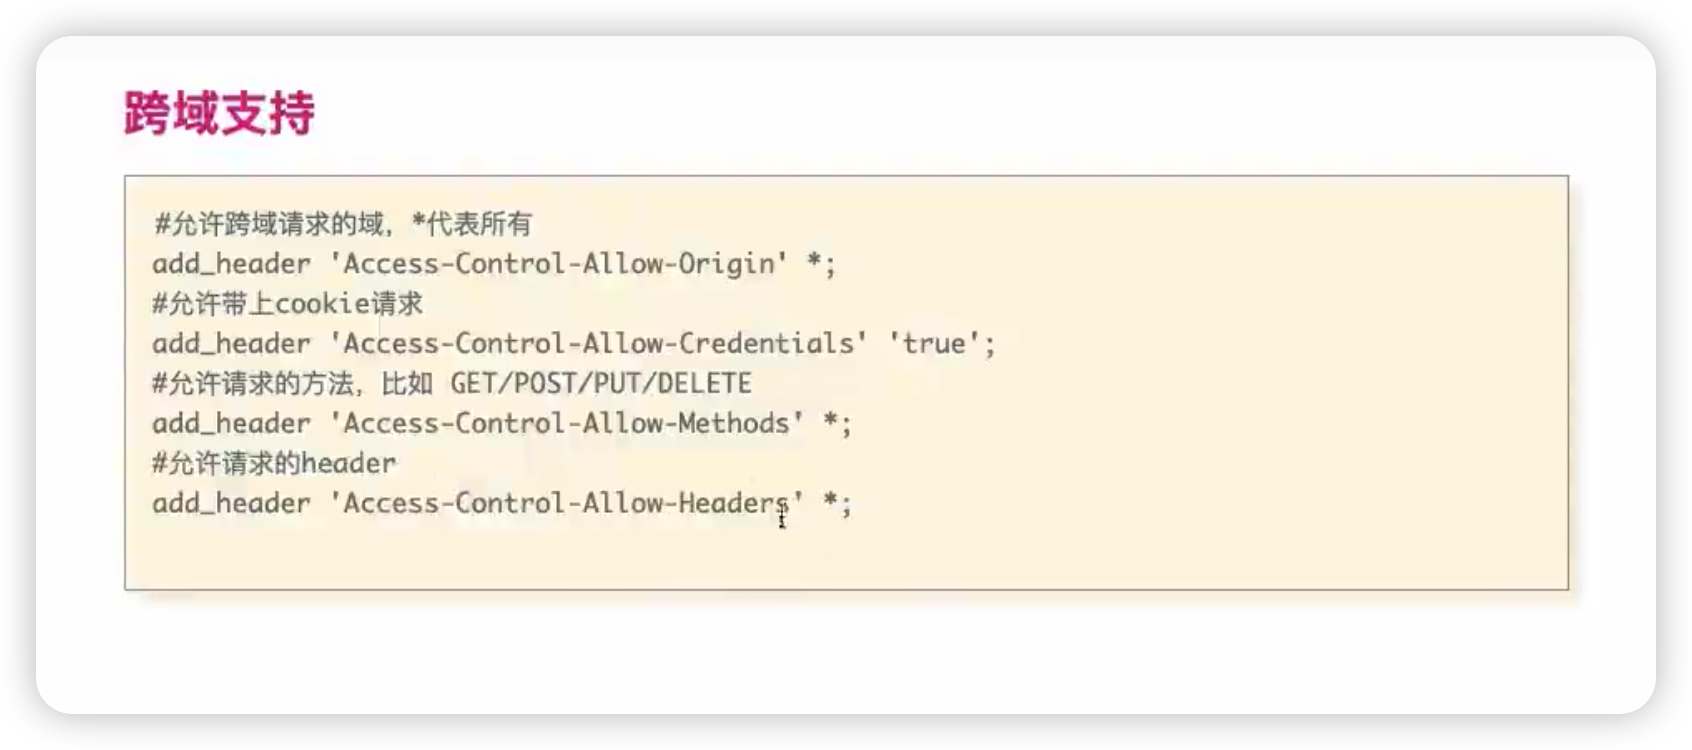 跨域支持
#允许跨域请求的域，*代表所有
add_header 'Access-Control-Allow-Origin' *;
#允许带上cookie请求
add_header 'Access-Control-Allow-Credentials' 'true';
#允许请求的方法，比如 GET/POST/PUT/DELETE
add_header 'Access-Control-Allow-Methods' *;
#允许请求的header
add_header 'Access-Control-Allow-Headers' *;